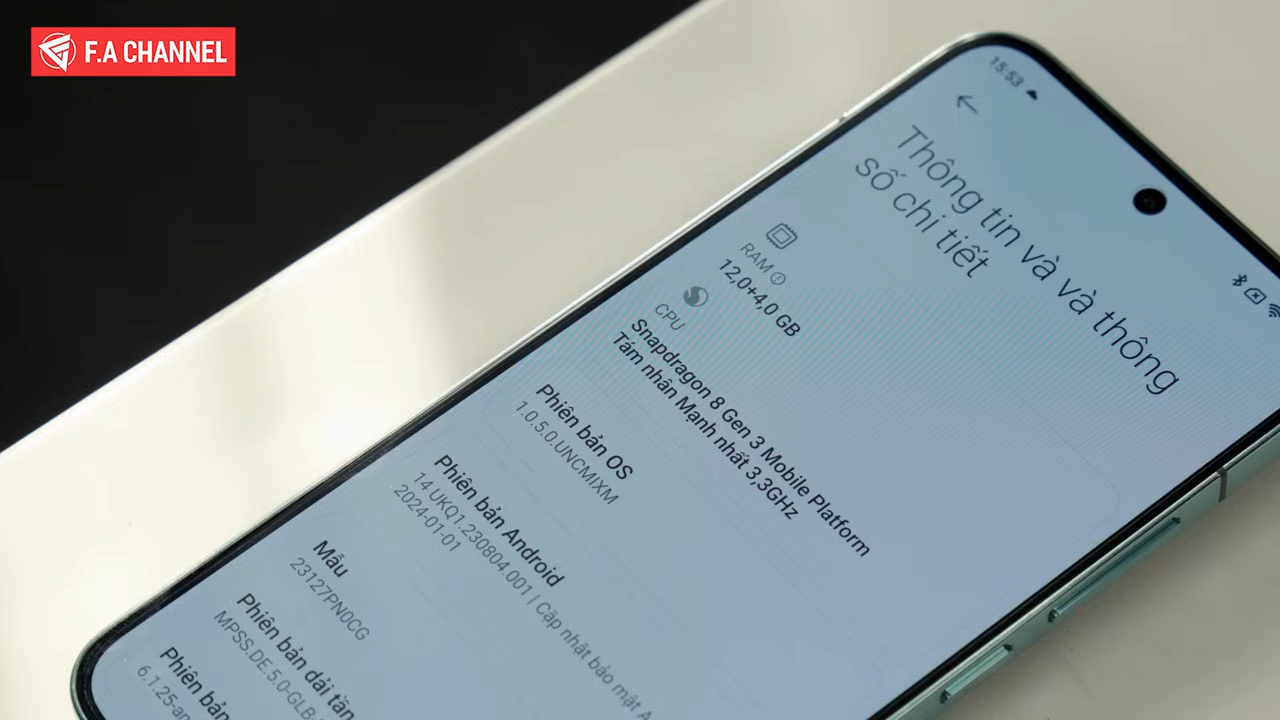 F.A CHANNEL
15:53
Thông tin và và thông
số chi tiết
RAM
12,0+4,0 GB
CPU
Snapdragon 8 Gen 3 Mobile Platform
Tám nhân Mạnh nhất 3,3GHz
Phiên bản OS
1.0.5.0.UNCMIXM
Phiên bản Android
14 UKQ1.230804.001 | Cập nhật bảo mật A
2024-01-01
Mẫu
23127PN0CG
Phiên bản dải tần
MPSS.DE.5.0-GLB
Phiên bản
6.1.25-an